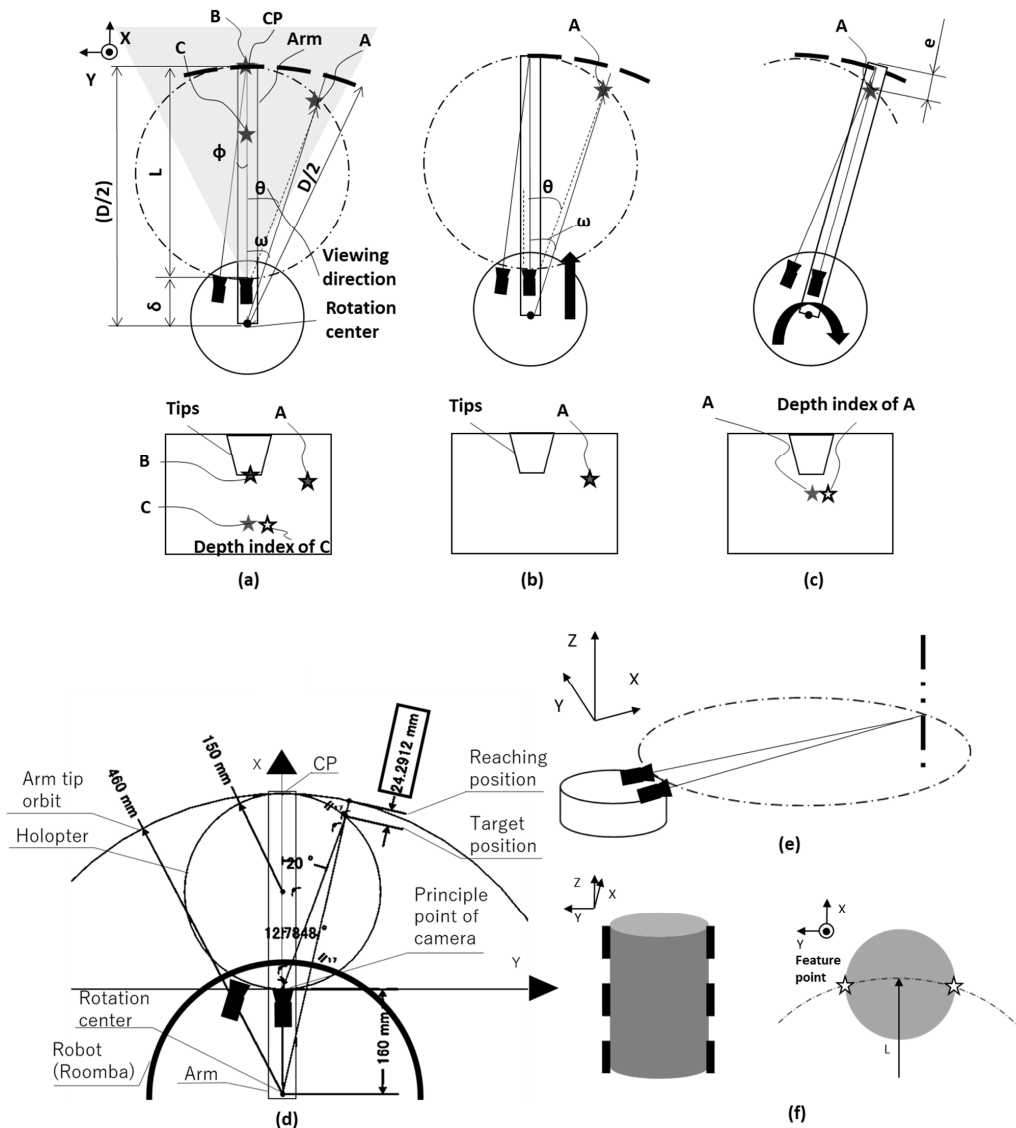 B
CP
X
C
Arm
A
Y
ϕ
(D/2)
L
θ
D/2
ω
δ
Viewing
direction
Rotation
center
Tips
A
B
C
Depth index of C
(a)
A
θ
ω
Tips
A
(b)
A
e
A
Depth index of A
(c)
X
CP
24.2912 mm
150 mm
460 mm
Arm tip
orbit
Holopter
Reaching
position
Target
position
20 °
Principle
point of
camera
12.7848 °
Y
Rotation
center
Robot
(Roomba)
Arm
160 mm
(d)
Z
X
Y
(e)
Z
X
Y
X
Y
Feature
point
L
(f)